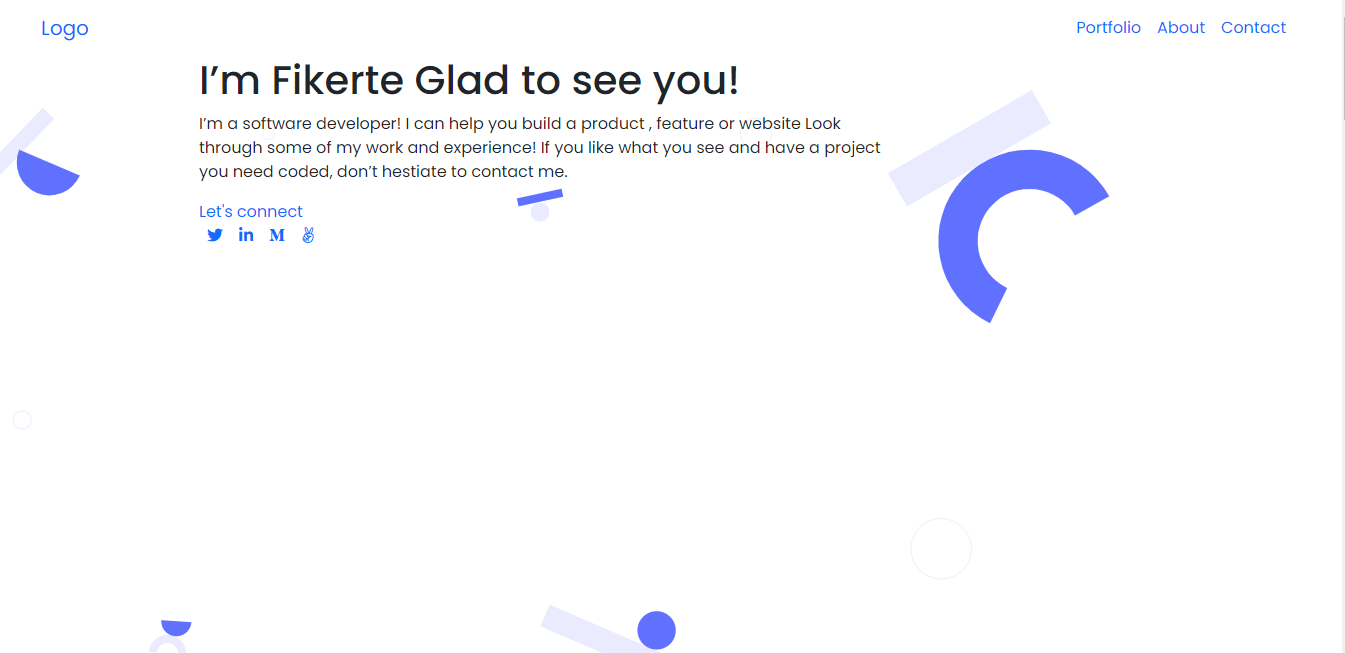 Logo
Portfolio About Contact
I’m Fikerte Glad to see you!
I’m a software developer! I can help you build a product , feature or website Look
through some of my work and experience! If you like what you see and have a project
you need coded, don’t hestiate to contact me.
Let's connect